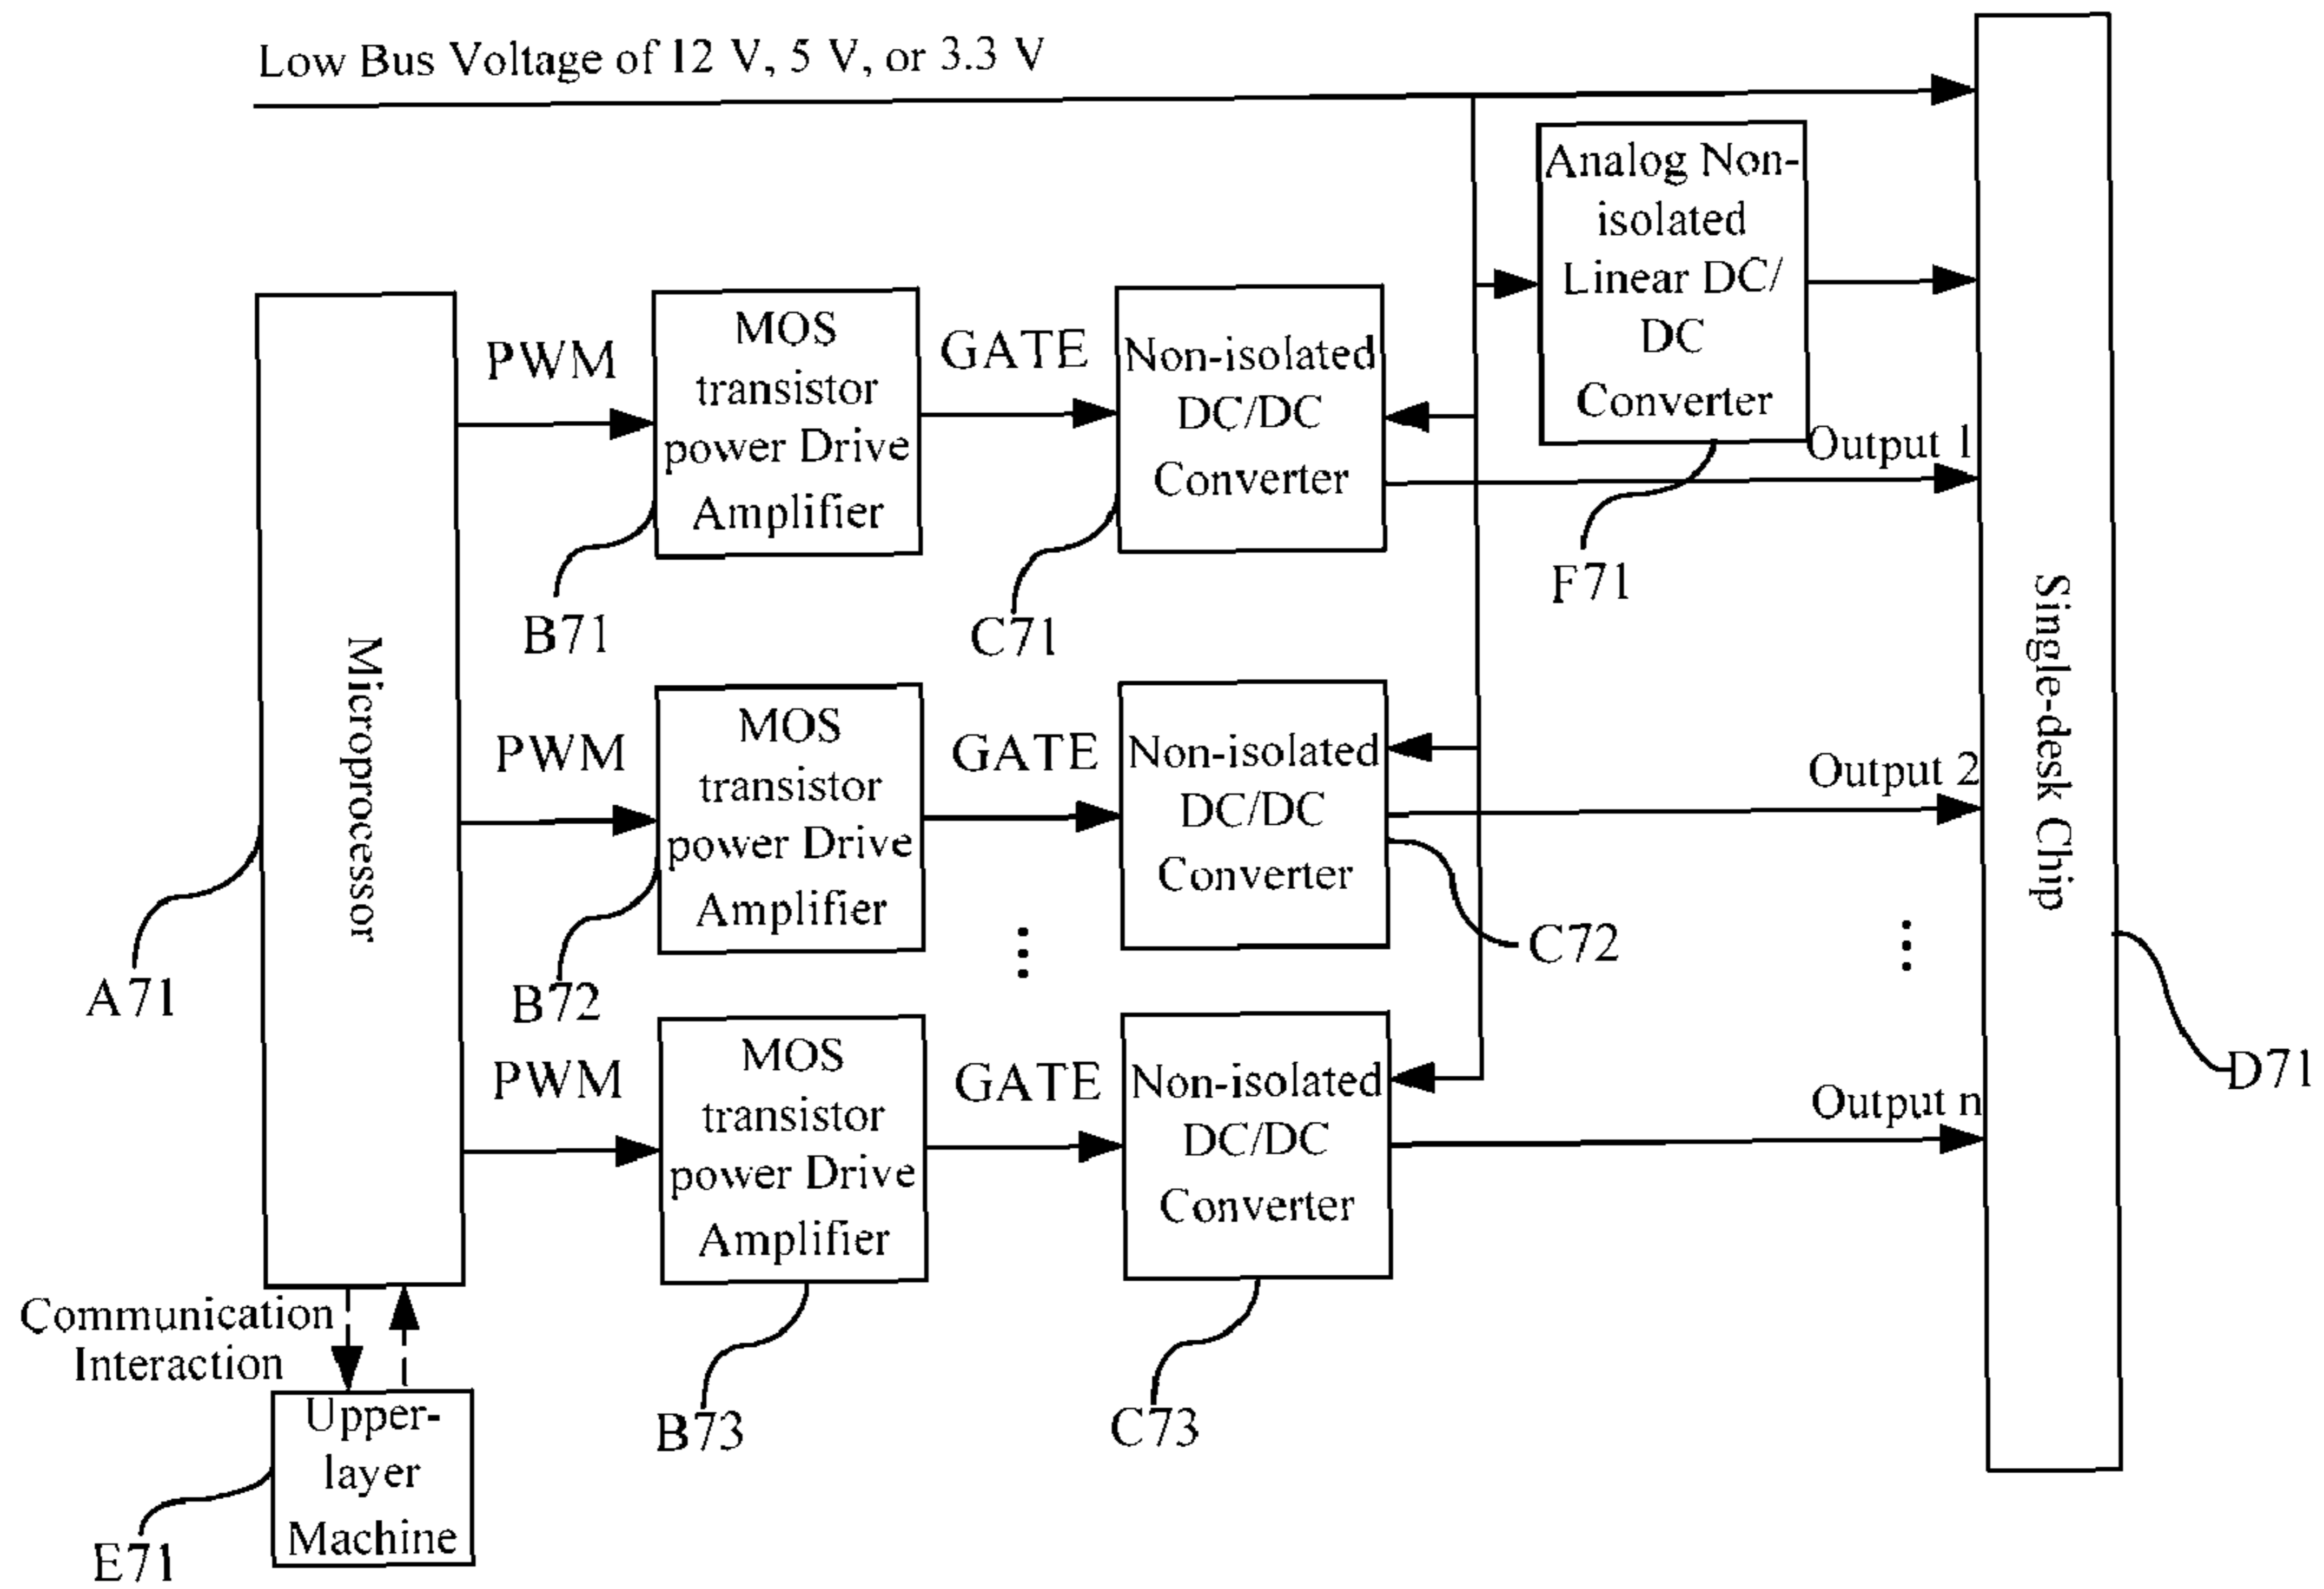 Low Bus Voltage of 12 V, 5 V, or 3.3 V
Analog Non-
isolated
Linear DC/
DC
Converter
F71
Microprocessor
A71
PWM
MOS
transistor
power Drive
Amplifier
B71
GATE
Non-isolated
DC/DC
Converter
C71
Output 1
PWM
MOS
transistor
power Drive
Amplifier
B72
GATE
Non-isolated
DC/DC
Converter
C72
Output 2
PWM
MOS
transistor
power Drive
Amplifier
B73
GATE
Non-isolated
DC/DC
Converter
C73
Output n
Single-desk Chip
D71
Communication
Interaction
Upper-
layer
Machine
E71